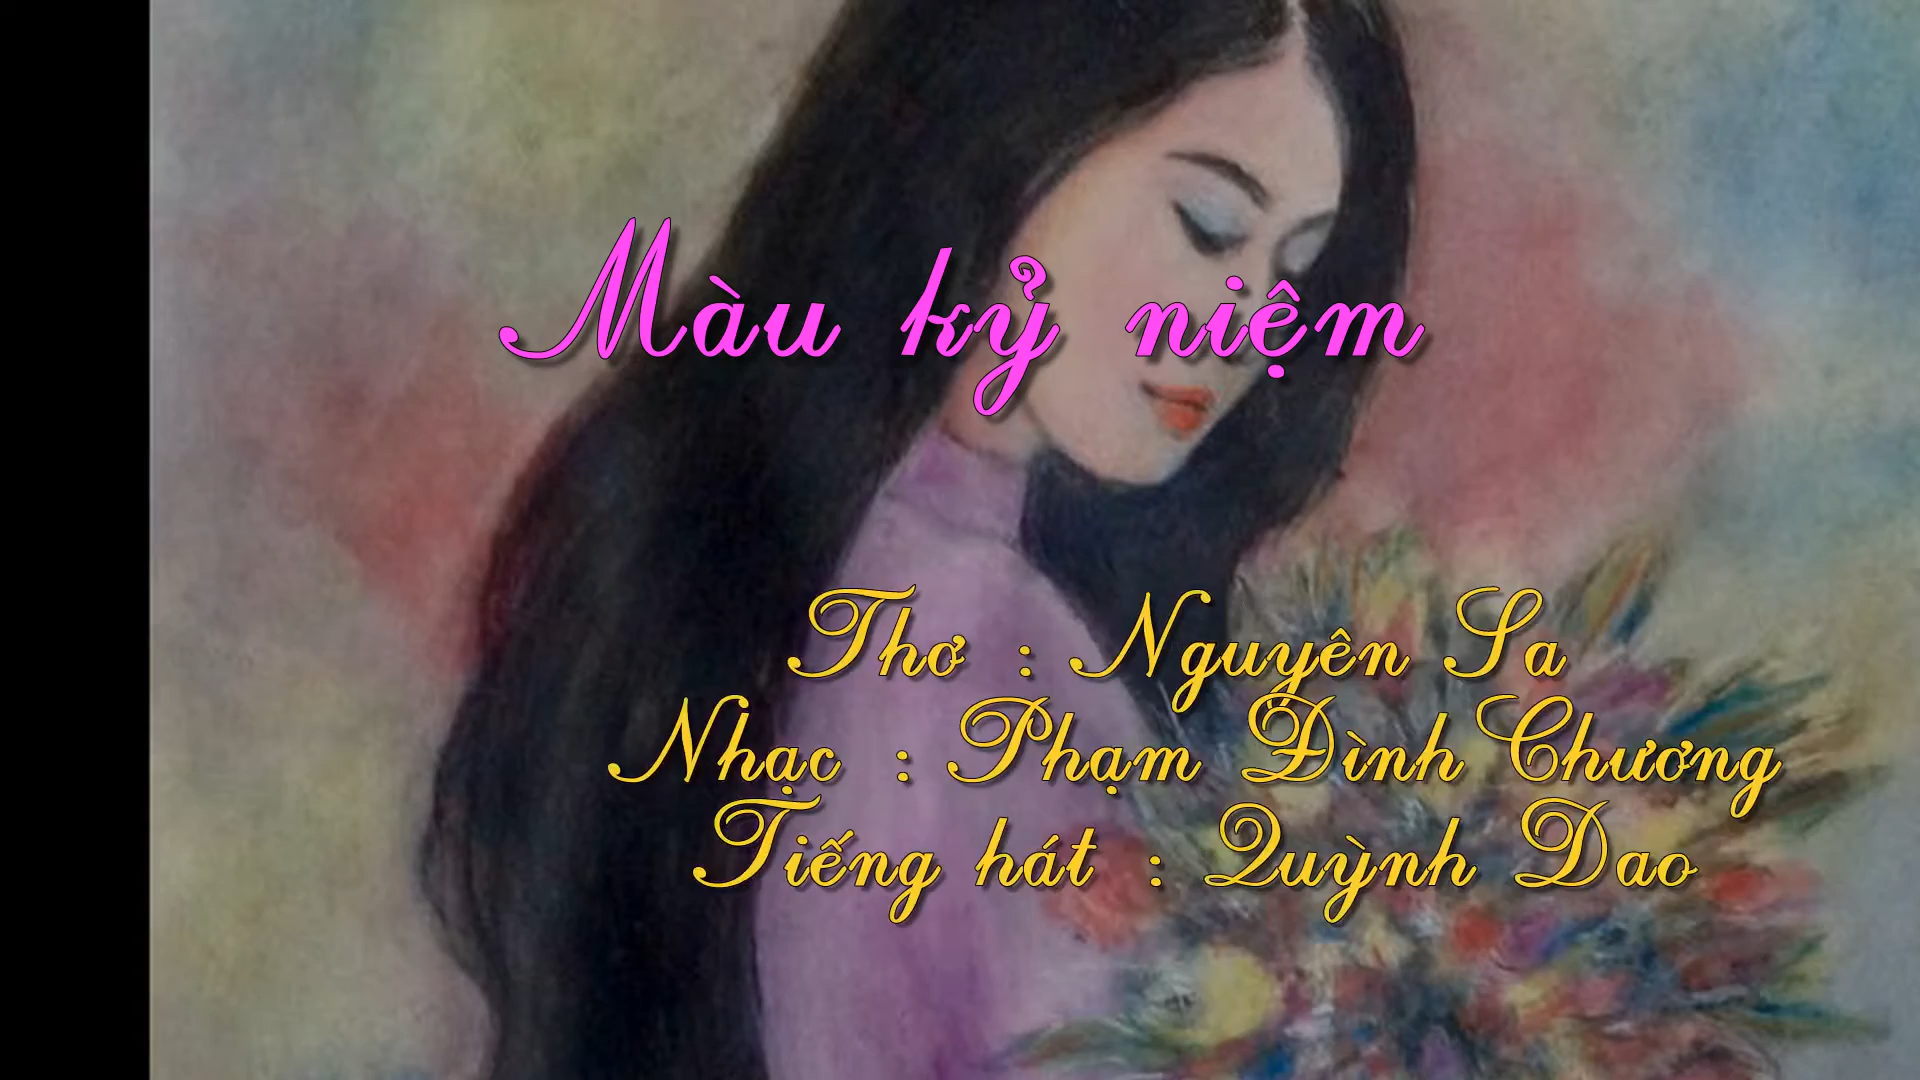 Màu kỷ niệm
Thơ : Nguyên Sa
Nhạc : Phạm Đình Chương
Tiếng hát : Quỳnh Dao